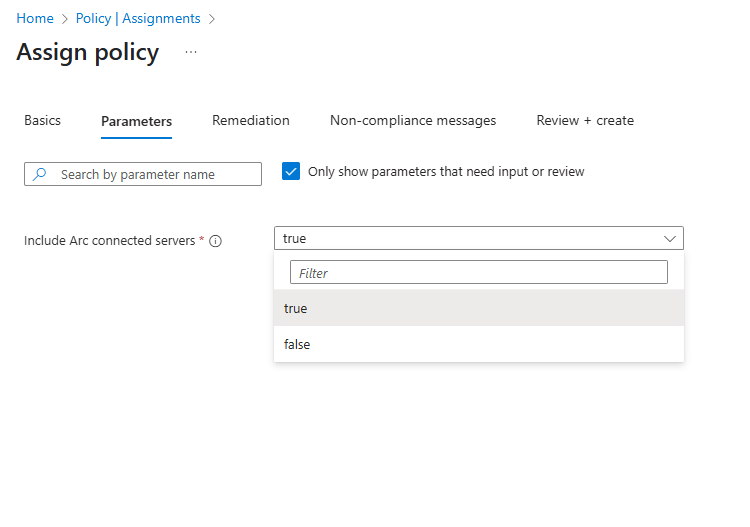 Home > Policy | Assignments >
Assign policy ...
Basics Parameters Remediation Non-compliance messages Review + create
Search by parameter name Only show parameters that need input or review
Include Arc connected servers * true
Filter
true
false